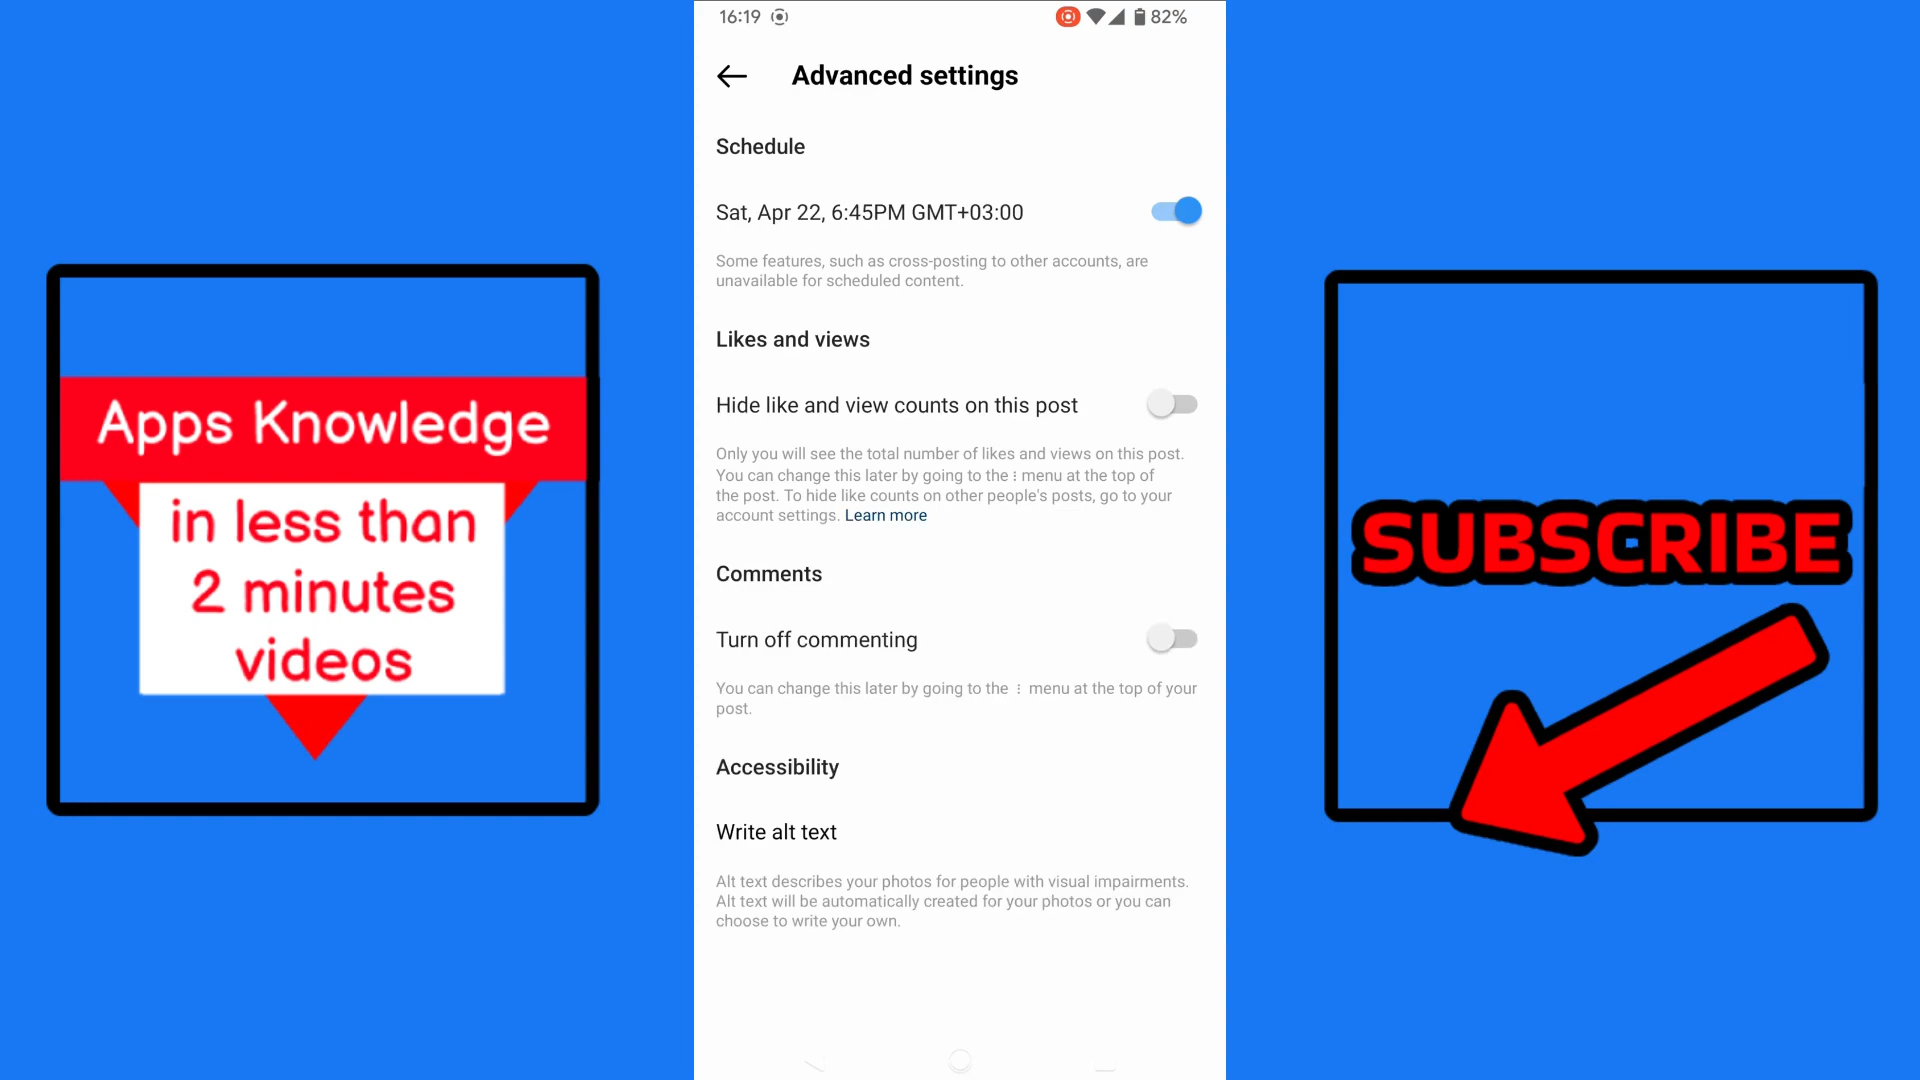 16:19
82%
Advanced settings
Schedule
Sat, Apr 22, 6:45PM GMT+03:00
Some features, such as cross-posting to other accounts, are
unavailable for scheduled content.
Likes and views
Hide like and view counts on this post
Only you will see the total number of likes and views on this post.
You can change this later by going to the ⋮ menu at the top of
the post. To hide like counts on other people's posts, go to your
account settings. Learn more
Comments
Turn off commenting
You can change this later by going to the ⋮ menu at the top of your
post.
Accessibility
Write alt text
Alt text describes your photos for people with visual impairments.
Alt text will be automatically created for your photos or you can
choose to write your own.
Apps Knowledge
in less than
2 minutes
videos
SUBSCRIBE